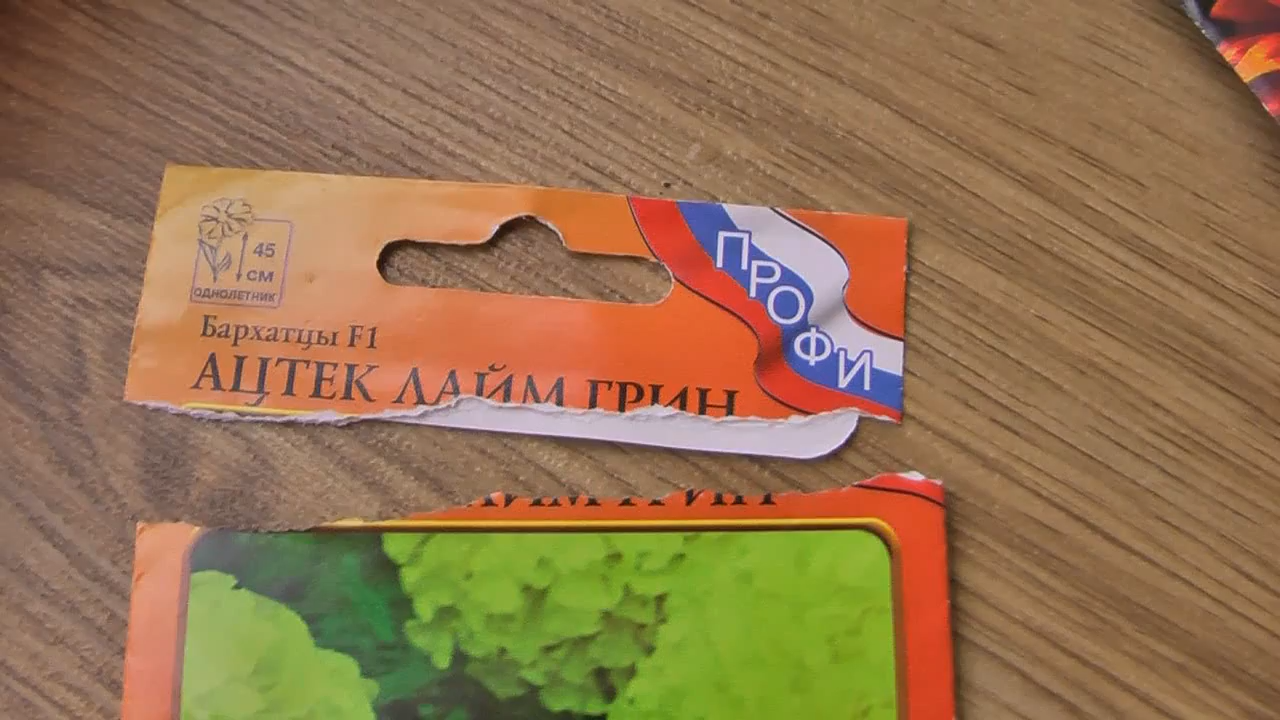 45
СМ
ОДНОЛЕТНИК
ПРОФИ
Бархатцы F1
АЦТЕК ЛАЙМ ГРИН